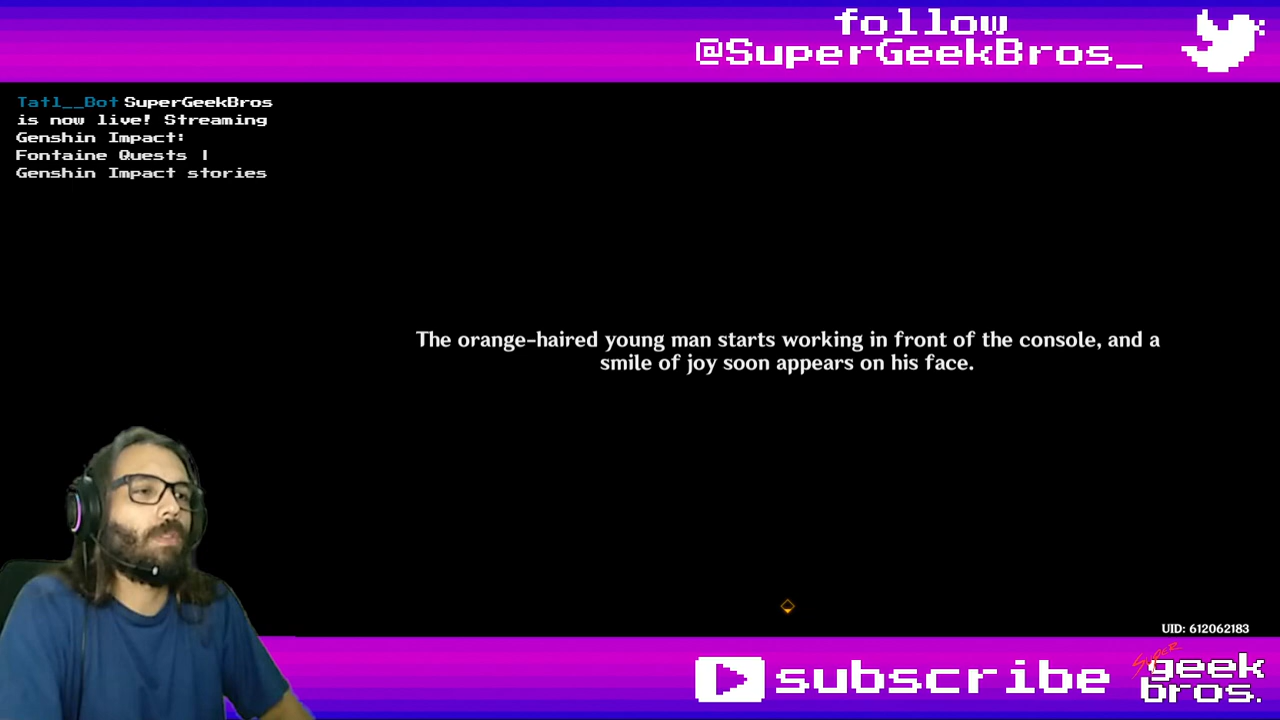 follow
@SuperGeekBros_
Tatl__Bot SuperGeekBros
is now live! Streaming
Genshin Impact:
Fontaine Quests |
Genshin Impact stories
The orange-haired young man starts working in front of the console, and a
smile of joy soon appears on his face.
UID: 612062183
subscribe
SUPER
geek
bros.